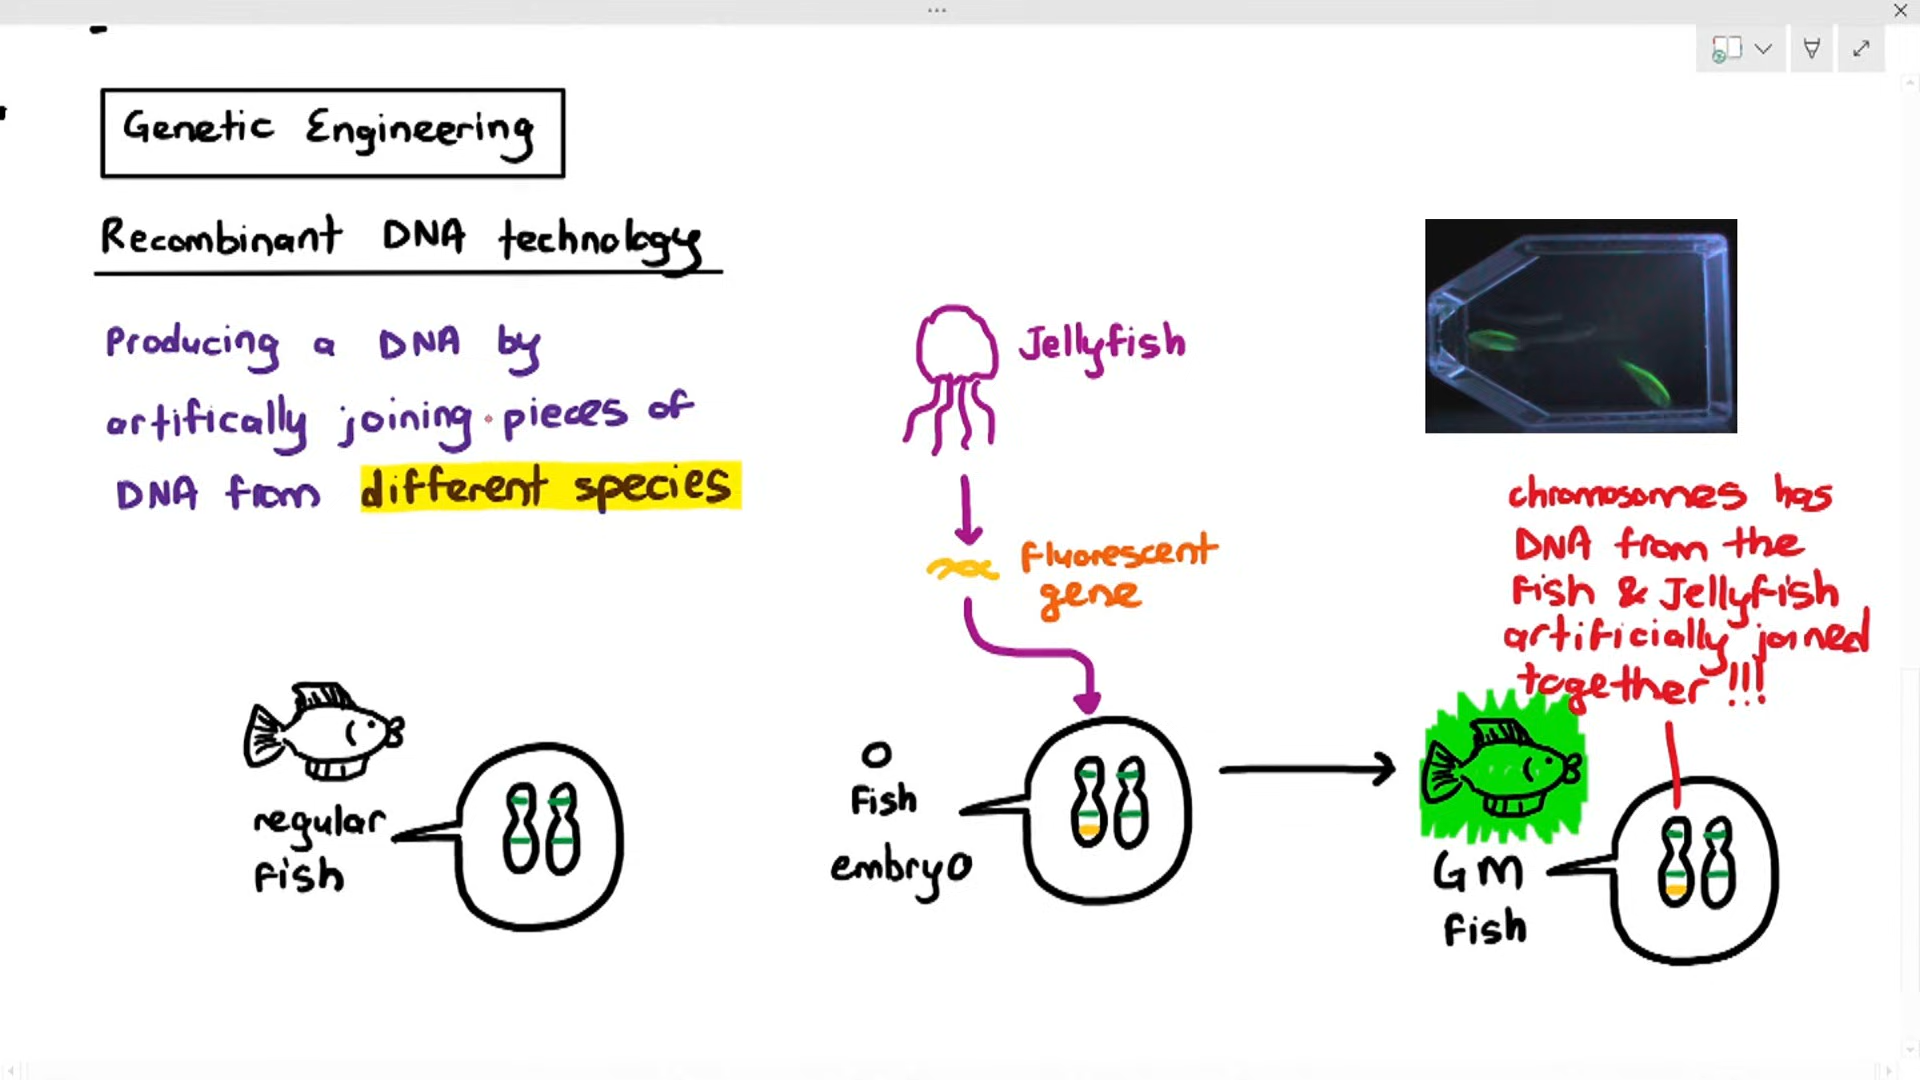 Genetic Engineering
Recombinant DNA technology
Producing a DNA by
artifically joining pieces of
DNA from different species
Jellyfish
fluorescent
gene
chromosomes has
DNA from the
fish & Jellyfish
artificially joined
together!!!
regular
fish
Fish
embryo
GM
fish